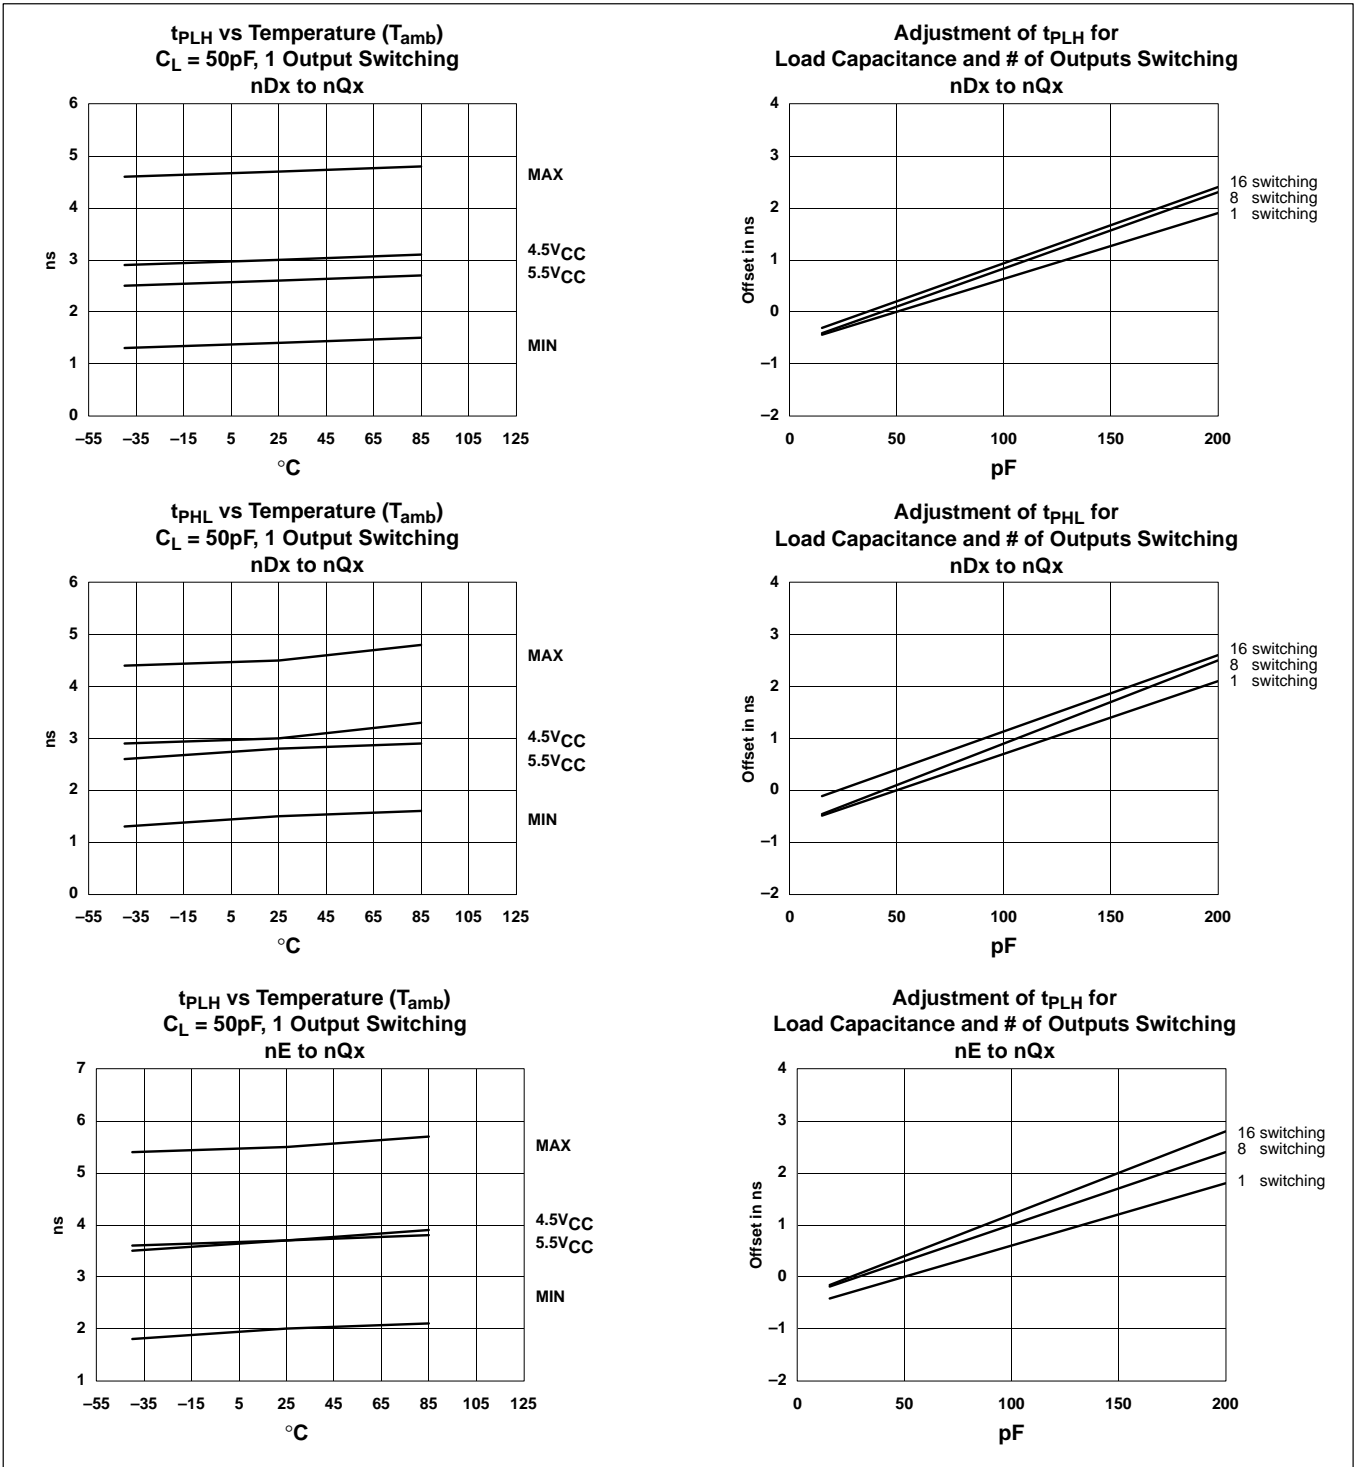 tPLH vs Temperature (Tamb)
CL = 50pF, 1 Output Switching
nDx to nQx
6
5
4
3
2
1
0
ns
–55 –35 –15 5 25 45 65 85 105 125
°C
MAX
4.5VCC
5.5VCC
MIN
Adjustment of tPLH for
Load Capacitance and # of Outputs Switching
nDx to nQx
4
3
2
1
0
–1
–2
Offset in ns
0 50 100 150 200
pF
16 switching
8 switching
1 switching
tPHL vs Temperature (Tamb)
CL = 50pF, 1 Output Switching
nDx to nQx
6
5
4
3
2
1
0
ns
–55 –35 –15 5 25 45 65 85 105 125
°C
MAX
4.5VCC
5.5VCC
MIN
Adjustment of tPHL for
Load Capacitance and # of Outputs Switching
nDx to nQx
4
3
2
1
0
–1
–2
Offset in ns
0 50 100 150 200
pF
16 switching
8 switching
1 switching
tPLH vs Temperature (Tamb)
CL = 50pF, 1 Output Switching
nE to nQx
7
6
5
4
3
2
1
ns
–55 –35 –15 5 25 45 65 85 105 125
°C
MAX
4.5VCC
5.5VCC
MIN
Adjustment of tPLH for
Load Capacitance and # of Outputs Switching
nE to nQx
4
3
2
1
0
–1
–2
Offset in ns
0 50 100 150 200
pF
16 switching
8 switching
1 switching